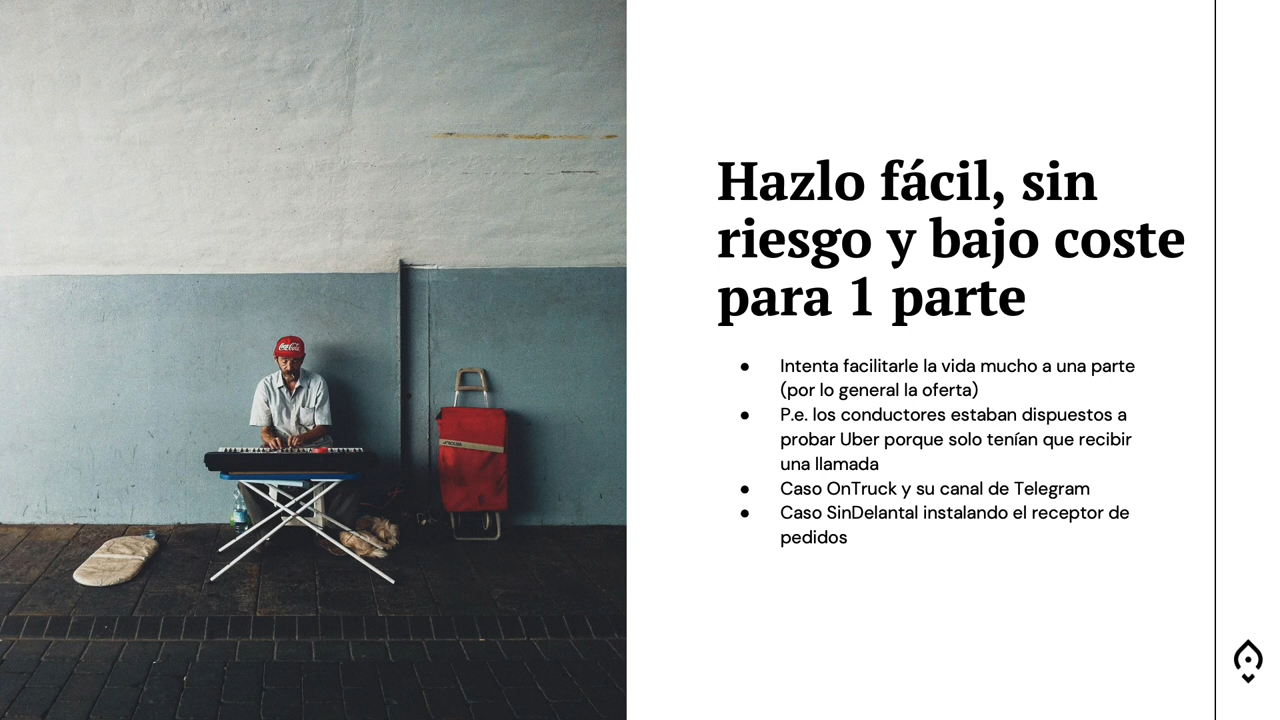 Hazlo fácil, sin
riesgo y bajo coste
para 1 parte
● Intenta facilitarle la vida mucho a una parte
(por lo general la oferta)
● P.e. los conductores estaban dispuestos a
probar Uber porque solo tenían que recibir
una llamada
● Caso OnTruck y su canal de Telegram
● Caso SinDelantal instalando el receptor de
pedidos
Coca-Cola